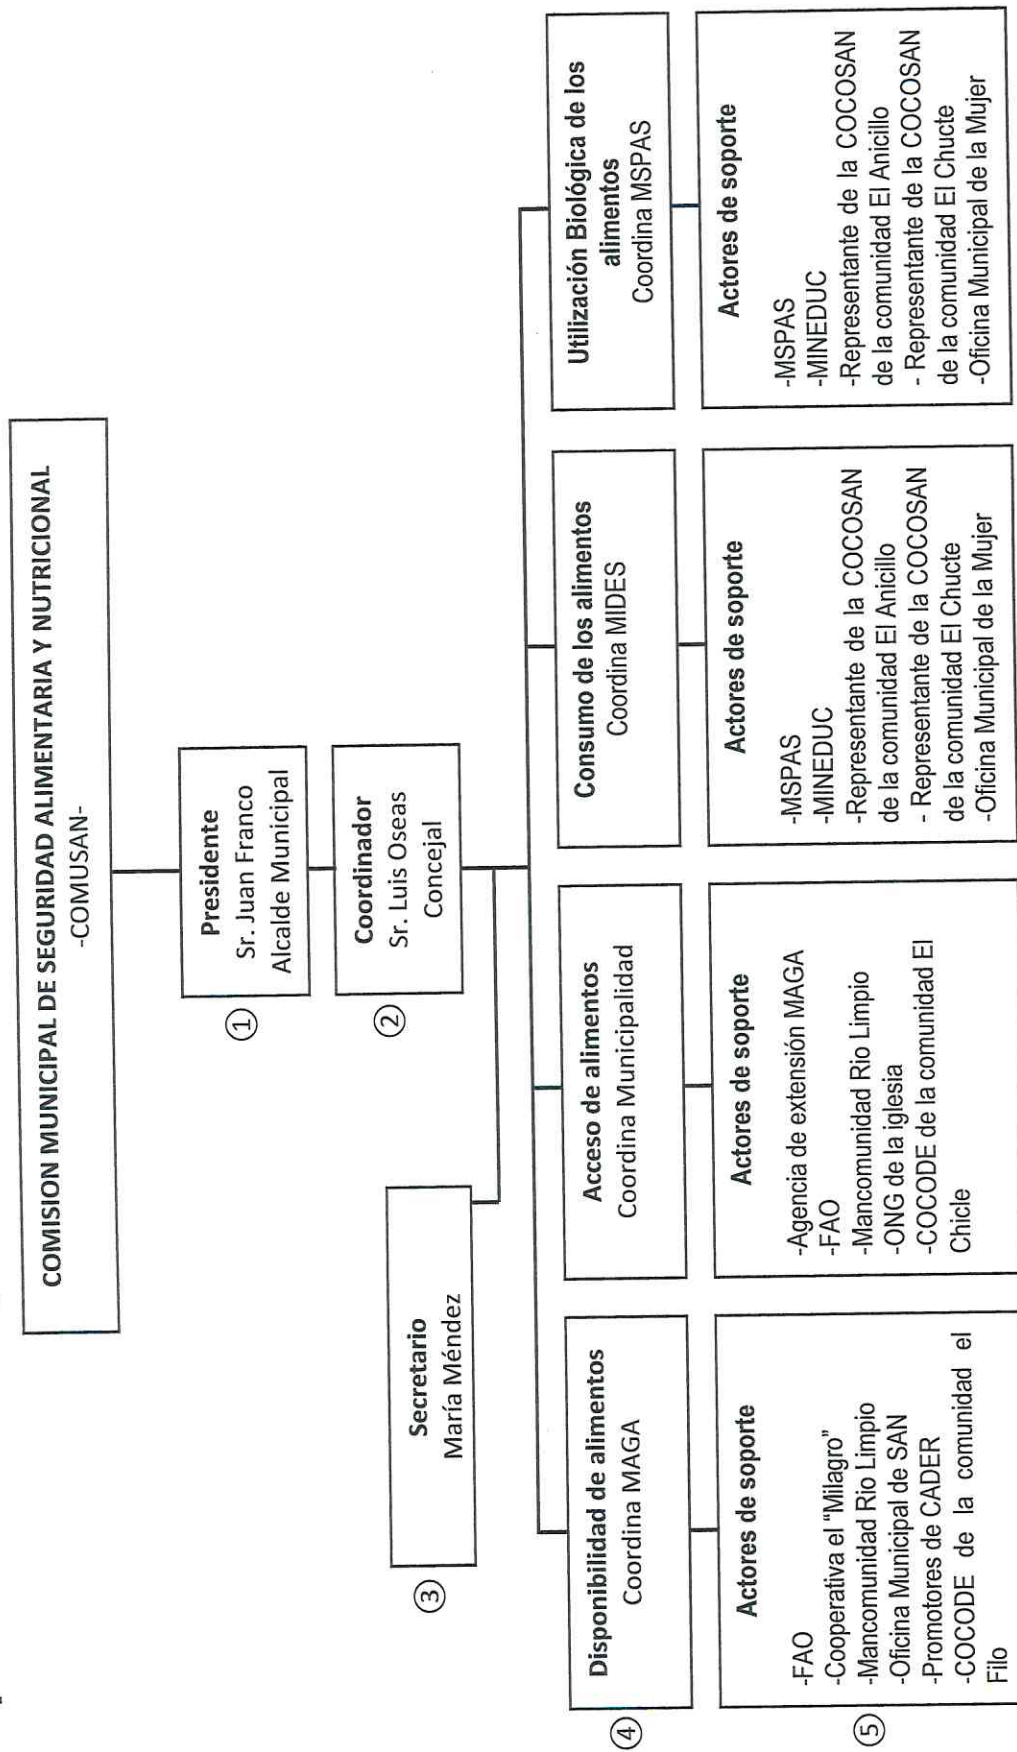 COMISION MUNICIPAL DE SEGURIDAD ALIMENTARIA Y NUTRICIONAL
-COMUSAN-
①
Presidente
Sr. Juan Franco
Alcalde Municipal
②
Coordinador
Sr. Luis Oseas
Concejal
③
Secretario
María Méndez
④
Disponibilidad de alimentos
Coordina MAGA
Acceso de alimentos
Coordina Municipalidad
Consumo de los alimentos
Coordina MIDES
Utilización Biológica de los
alimentos
Coordina MSPAS
⑤
Actores de soporte
-FAO
-Cooperativa el "Milagro"
-Mancomunidad Rio Limpio
-Oficina Municipal de SAN
-Promotores de CADER
-COCODE de la comunidad el
Filo
Actores de soporte
-Agencia de extensión MAGA
-FAO
-Mancomunidad Rio Limpio
-ONG de la iglesia
-COCODE de la comunidad El
Chicle
Actores de soporte
-MSPAS
-MINEDUC
-Representante de la COCOSAN
de la comunidad El Anicillo
- Representante de la COCOSAN
de la comunidad El Chucte
-Oficina Municipal de la Mujer
Actores de soporte
-MSPAS
-MINEDUC
-Representante de la COCOSAN
de la comunidad El Anicillo
- Representante de la COCOSAN
de la comunidad El Chucte
-Oficina Municipal de la Mujer